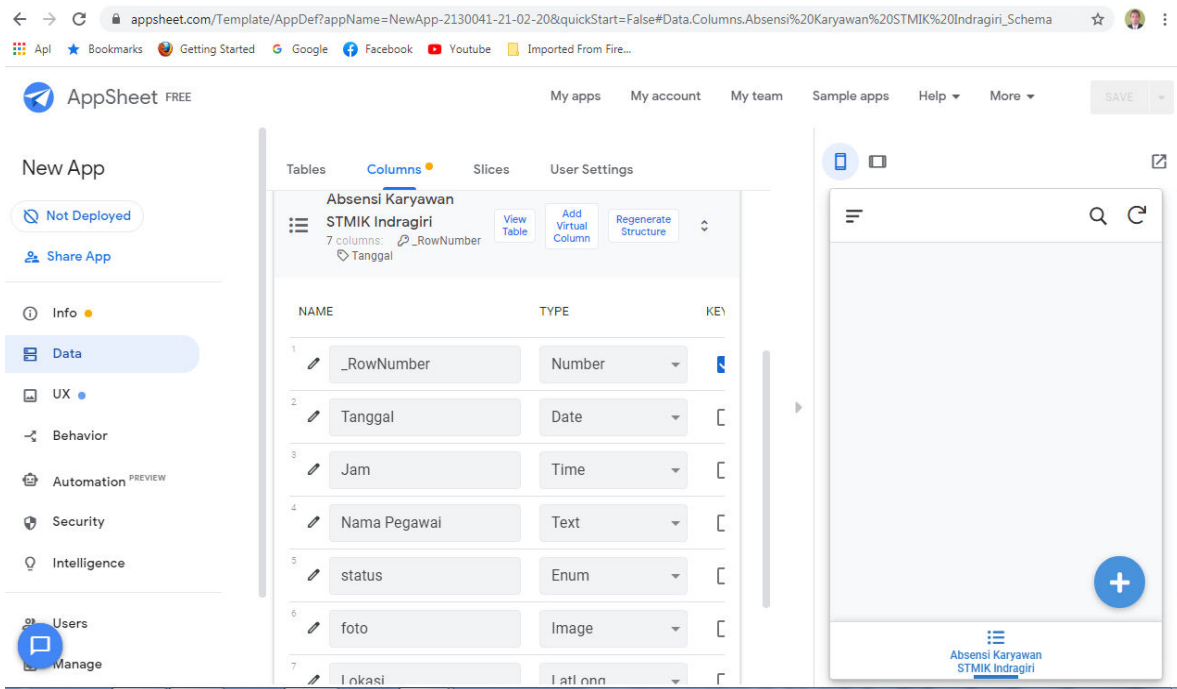 appsheet.com/Template/AppDef?appName=NewApp-2130041-21-02-20&quickStart=False#Data.Columns.Absensi%20Karyawan%20STMIK%20Indragiri_Schema
Apl Bookmarks Getting Started Google Facebook Youtube Imported From Fire...
AppSheet FREE My apps My account My team Sample apps Help More SAVE
New App
Not Deployed
Share App
Info
Data
UX
Behavior
Automation PREVIEW
Security
Intelligence
Users
Manage
Tables Columns Slices User Settings
Absensi Karyawan
STMIK Indragiri
7 columns: _RowNumber
Tanggal
View
Table
Add
Virtual
Column
Regenerate
Structure
NAME TYPE KEY
1 _RowNumber Number
2 Tanggal Date
3 Jam Time
4 Nama Pegawai Text
5 status Enum
6 foto Image
7 Lokasi LatLong
Absensi Karyawan
STMIK Indragiri